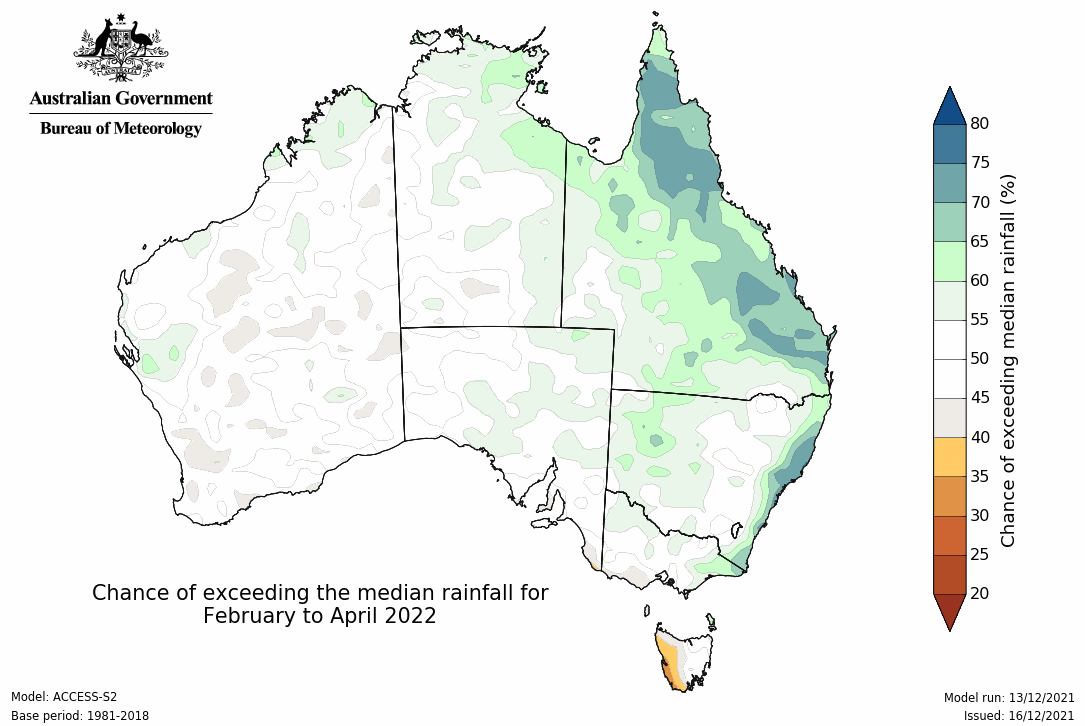 Australian Government
Bureau of Meteorology
80
75
70
65
60
55
50
45
40
35
30
25
20
Chance of exceeding median rainfall (%)
Chance of exceeding the median rainfall for
February to April 2022
Model: ACCESS-S2
Base period: 1981-2018
Model run: 13/12/2021
Issued: 16/12/2021